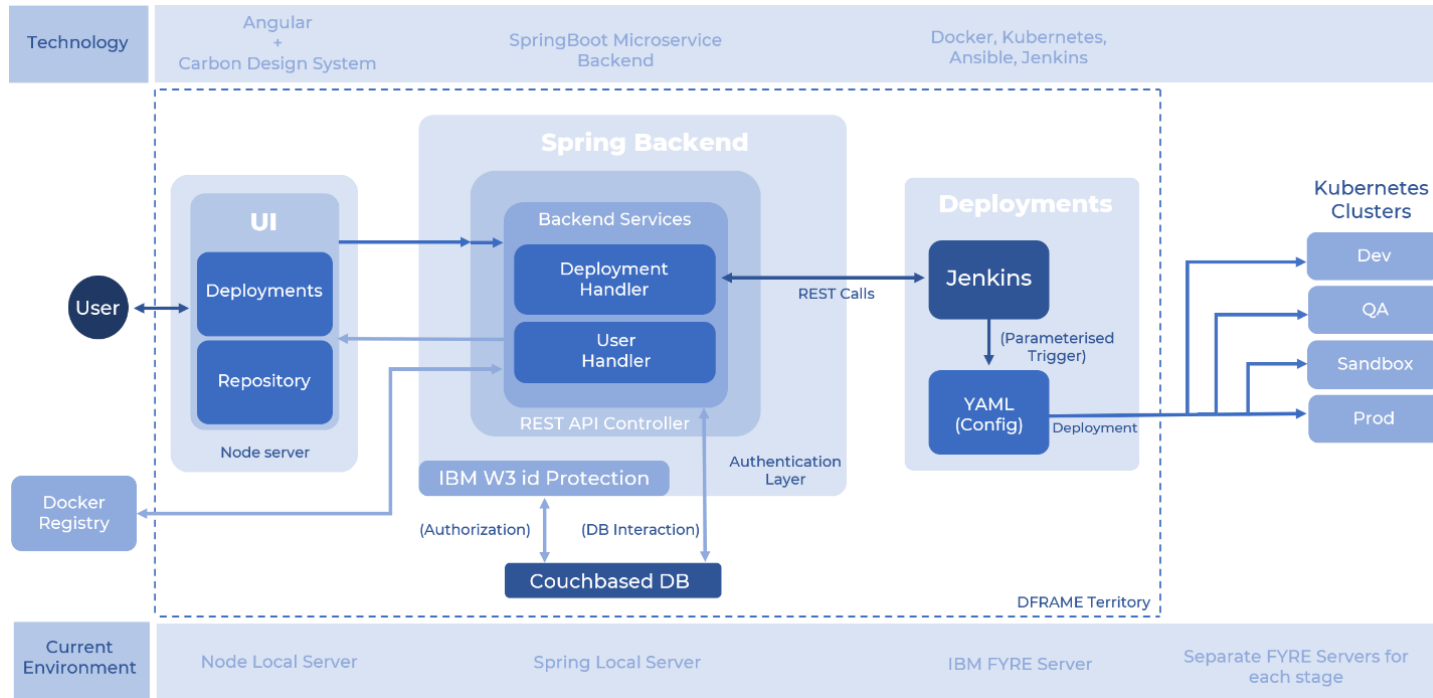 Technology
Angular
+
Carbon Design System
SpringBoot Microservice
Backend
Docker, Kubernetes,
Ansible, Jenkins
Spring Backend
UI
Deployments
Repository
Node server
User
Backend Services
Deployment
Handler
User
Handler
REST API Controller
IBM W3 id Protection
Authentication
Layer
REST Calls
Deployments
Jenkins
(Parameterised
Trigger)
YAML
(Config)
Deployment
Kubernetes
Clusters
Dev
QA
Sandbox
Prod
Docker
Registry
(Authorization)
(DB Interaction)
Couchbased DB
DFRAME Territory
Current
Environment
Node Local Server
Spring Local Server
IBM FYRE Server
Separate FYRE Servers for
each stage